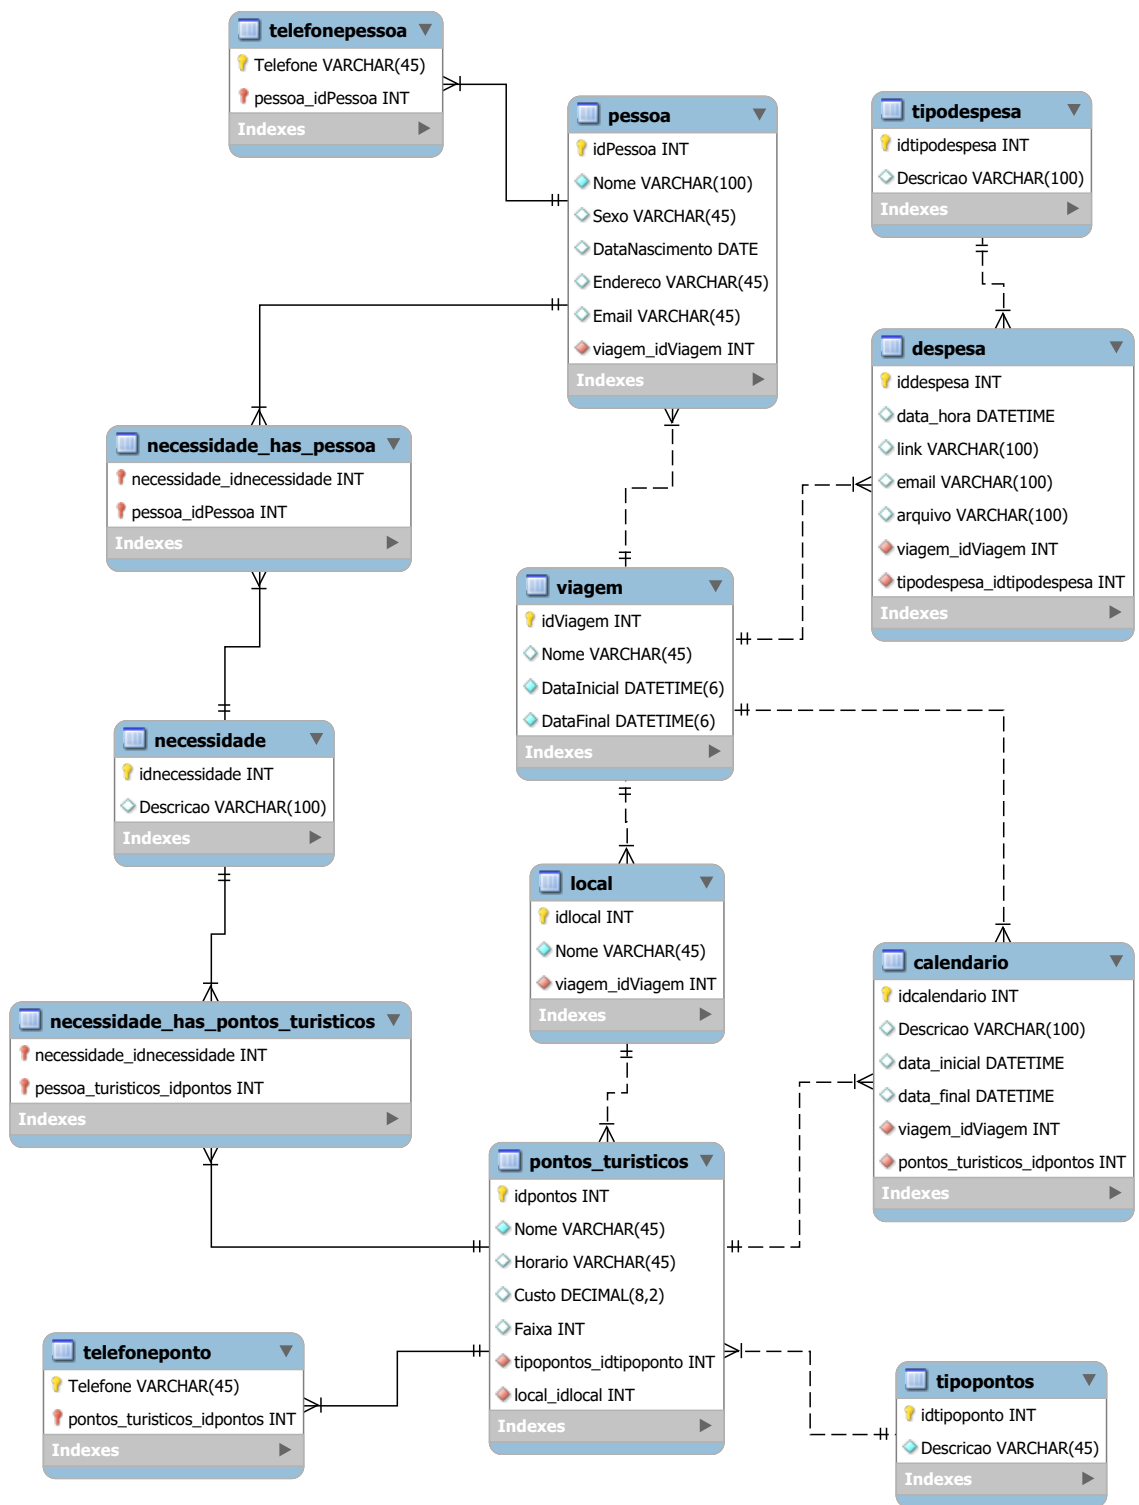 telefonepessoa
Telefone VARCHAR(45)
pessoa_idPessoa INT
Indexes
pessoa
idPessoa INT
Nome VARCHAR(100)
Sexo VARCHAR(45)
DataNascimento DATE
Endereco VARCHAR(45)
Email VARCHAR(45)
viagem_idViagem INT
Indexes
tipodespesa
idtipodespesa INT
Descricao VARCHAR(100)
Indexes
despesa
iddespesa INT
data_hora DATETIME
link VARCHAR(100)
email VARCHAR(100)
arquivo VARCHAR(100)
viagem_idViagem INT
tipodespesa_idtipodespesa INT
Indexes
necessidade_has_pessoa
necessidade_idnecessidade INT
pessoa_idPessoa INT
Indexes
viagem
idViagem INT
Nome VARCHAR(45)
DataInicial DATETIME(6)
DataFinal DATETIME(6)
Indexes
necessidade
idnecessidade INT
Descricao VARCHAR(100)
Indexes
local
idlocal INT
Nome VARCHAR(45)
viagem_idViagem INT
Indexes
calendario
idcalendario INT
Descricao VARCHAR(100)
data_inicial DATETIME
data_final DATETIME
viagem_idViagem INT
pontos_turisticos_idpontos INT
Indexes
necessidade_has_pontos_turisticos
necessidade_idnecessidade INT
pessoa_turisticos_idpontos INT
Indexes
pontos_turisticos
idpontos INT
Nome VARCHAR(45)
Horario VARCHAR(45)
Custo DECIMAL(8,2)
Faixa INT
tipopontos_idtipoponto INT
local_idlocal INT
Indexes
telefoneponto
Telefone VARCHAR(45)
pontos_turisticos_idpontos INT
Indexes
tipopontos
idtipoponto INT
Descricao VARCHAR(45)
Indexes